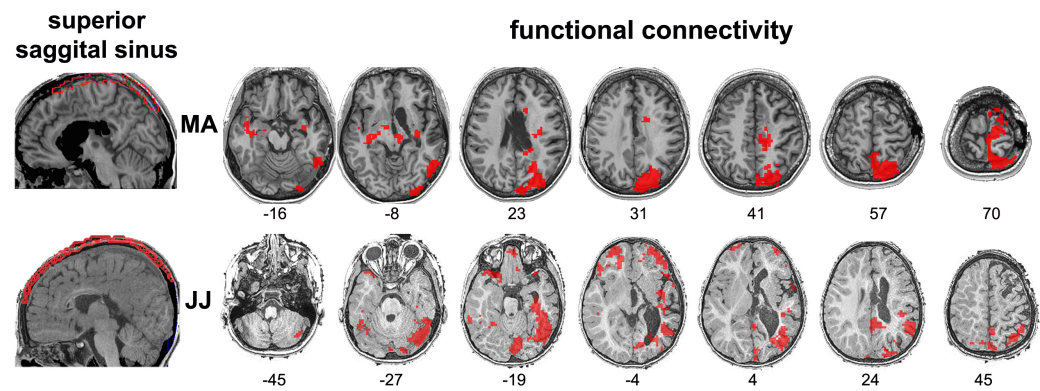 superior
saggital sinus
functional connectivity
MA
-16 -8 23 31 41 57 70
JJ
-45 -27 -19 -4 4 24 45